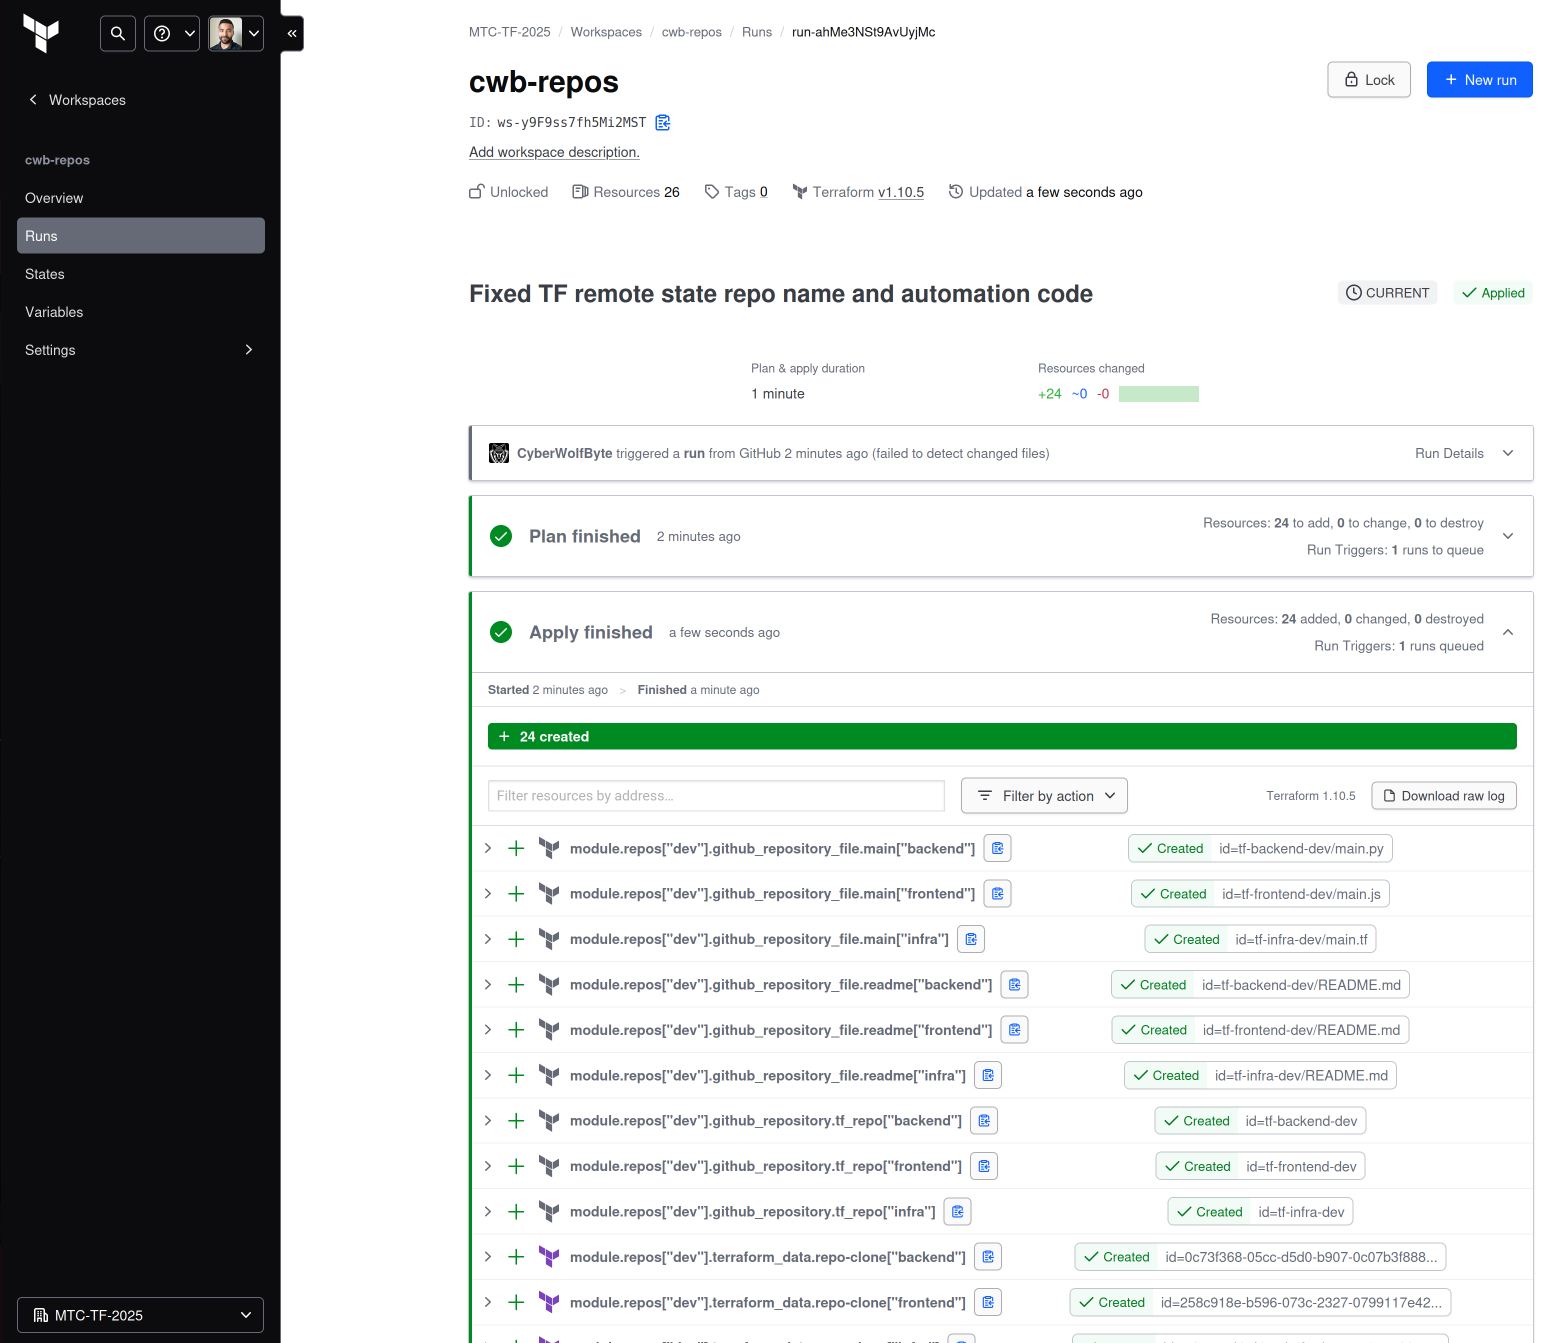 MTC-TF-2025 / Workspaces / cwb-repos / Runs / run-ahMe3NSt9AvUyjMc
Workspaces
cwb-repos
Overview
Runs
States
Variables
Settings
MTC-TF-2025
cwb-repos
Lock
New run
ID: ws-y9F9ss7fh5Mi2MST
Add workspace description.
Unlocked Resources 26 Tags 0 Terraform v1.10.5 Updated a few seconds ago
Fixed TF remote state repo name and automation code
CURRENT
Applied
Plan & apply duration
1 minute
Resources changed
+24 ~0 -0
CyberWolfByte triggered a run from GitHub 2 minutes ago (failed to detect changed files)
Run Details
Plan finished 2 minutes ago
Resources: 24 to add, 0 to change, 0 to destroy
Run Triggers: 1 runs to queue
Apply finished a few seconds ago
Resources: 24 added, 0 changed, 0 destroyed
Run Triggers: 1 runs queued
Started 2 minutes ago > Finished a minute ago
+ 24 created
Filter resources by address...
Filter by action
Terraform 1.10.5
Download raw log
module.repos["dev"].github_repository_file.main["backend"] Created id=tf-backend-dev/main.py
module.repos["dev"].github_repository_file.main["frontend"] Created id=tf-frontend-dev/main.js
module.repos["dev"].github_repository_file.main["infra"] Created id=tf-infra-dev/main.tf
module.repos["dev"].github_repository_file.readme["backend"] Created id=tf-backend-dev/README.md
module.repos["dev"].github_repository_file.readme["frontend"] Created id=tf-frontend-dev/README.md
module.repos["dev"].github_repository_file.readme["infra"] Created id=tf-infra-dev/README.md
module.repos["dev"].github_repository.tf_repo["backend"] Created id=tf-backend-dev
module.repos["dev"].github_repository.tf_repo["frontend"] Created id=tf-frontend-dev
module.repos["dev"].github_repository.tf_repo["infra"] Created id=tf-infra-dev
module.repos["dev"].terraform_data.repo-clone["backend"] Created id=0c73f368-05cc-d5d0-b907-0c07b3f888...
module.repos["dev"].terraform_data.repo-clone["frontend"] Created id=258c918e-b596-073c-2327-0799117e42...